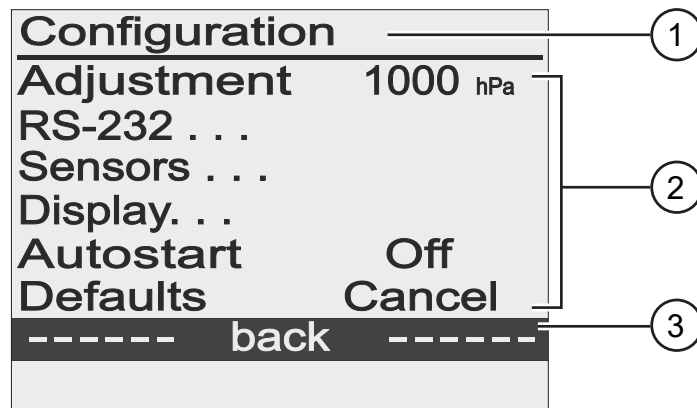 Configuration
Adjustment 1000 hPa
RS-232 . . .
Sensors . . .
Display. . .
Autostart Off
Defaults Cancel
------ back ------
1
2
3